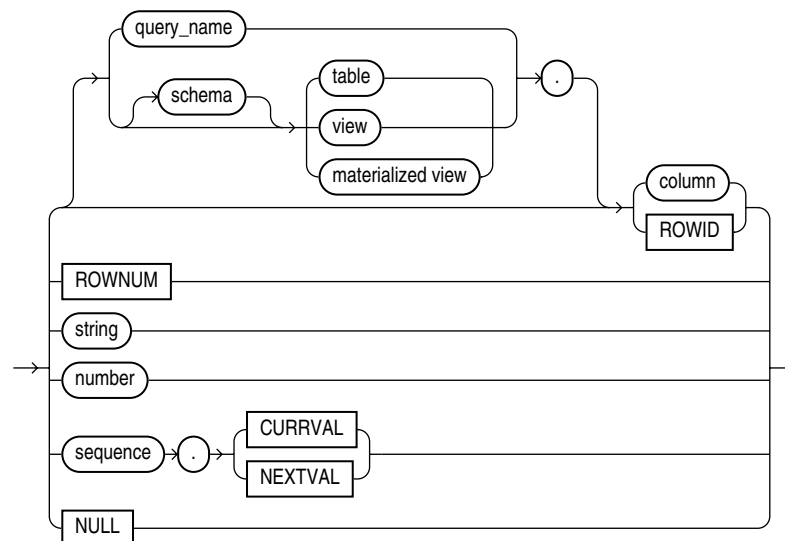 query_name
schema
table
.
view
materialized view
column
ROWID
ROWNUM
string
number
sequence . CURRVAL
NEXTVAL
NULL